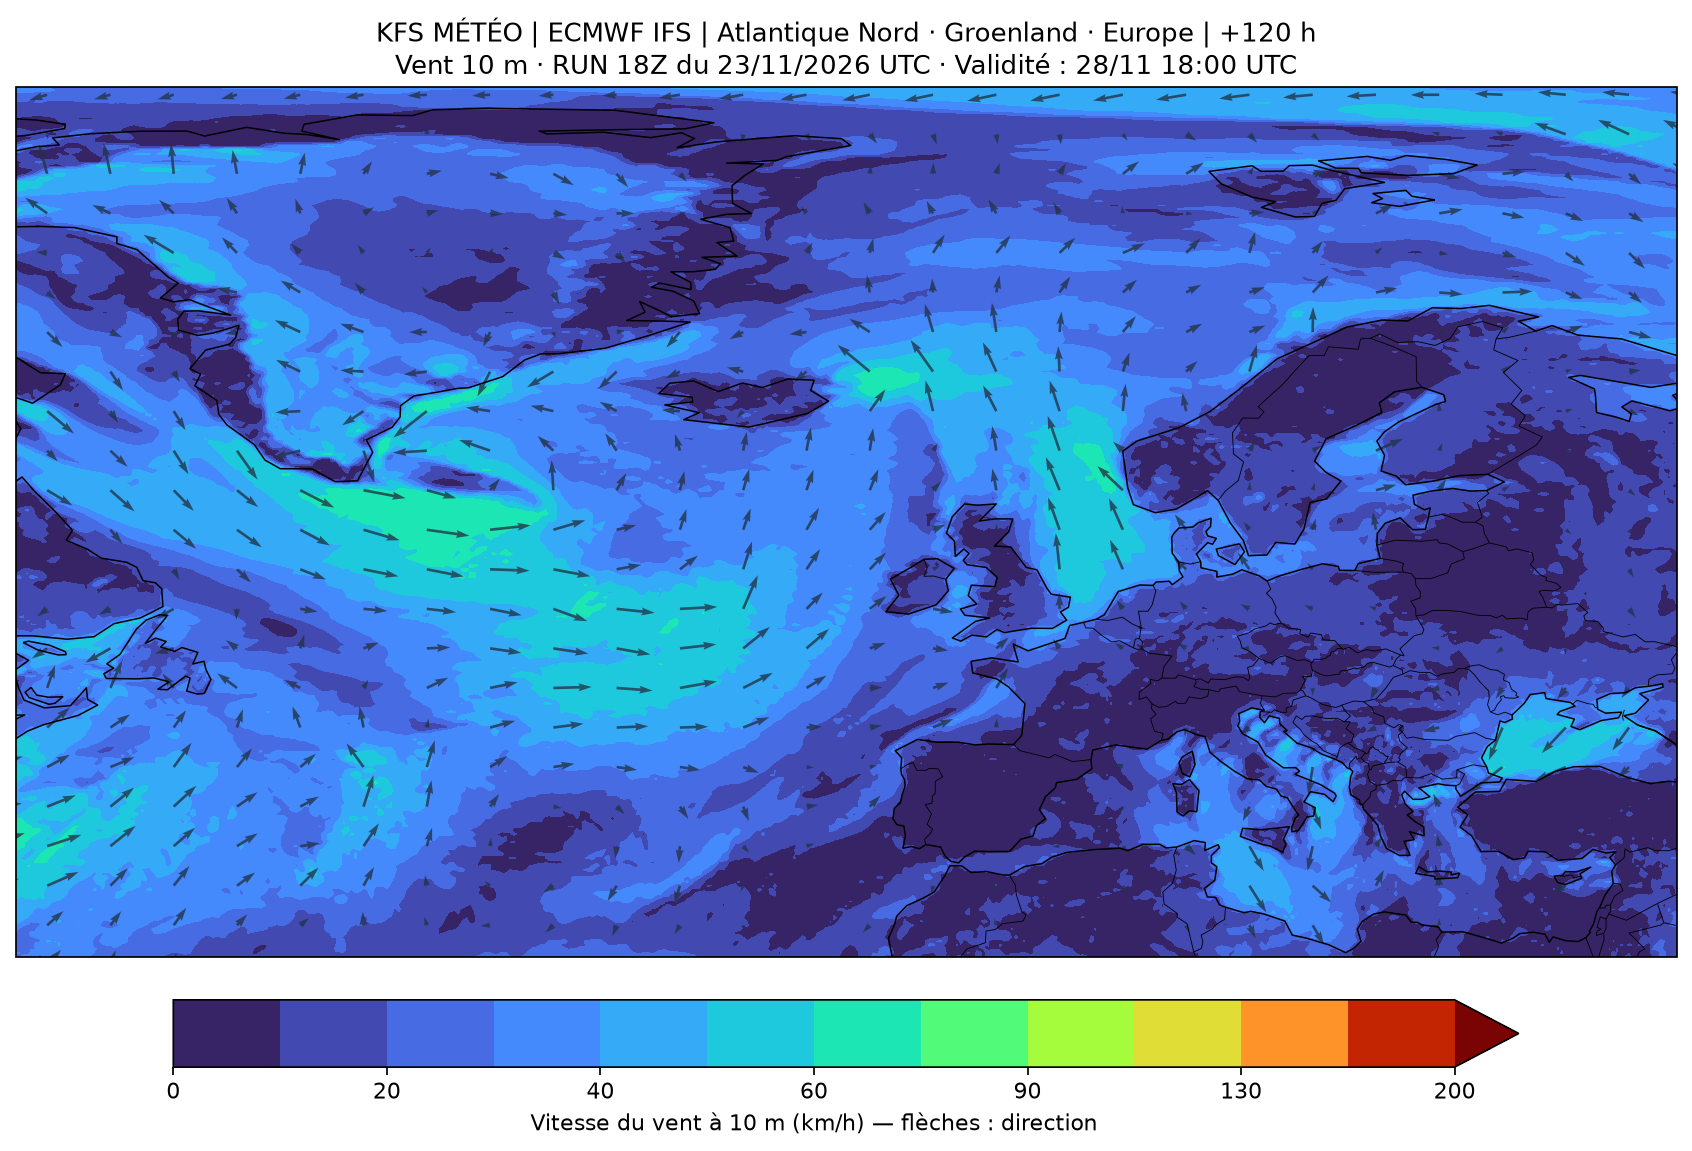 KFS MÉTÉO | ECMWF IFS | Atlantique Nord · Groenland · Europe | +120 h
Vent 10 m · RUN 18Z du 23/11/2026 UTC · Validité : 28/11 18:00 UTC
0 20 40 60 90 130 200
Vitesse du vent à 10 m (km/h) — flèches : direction